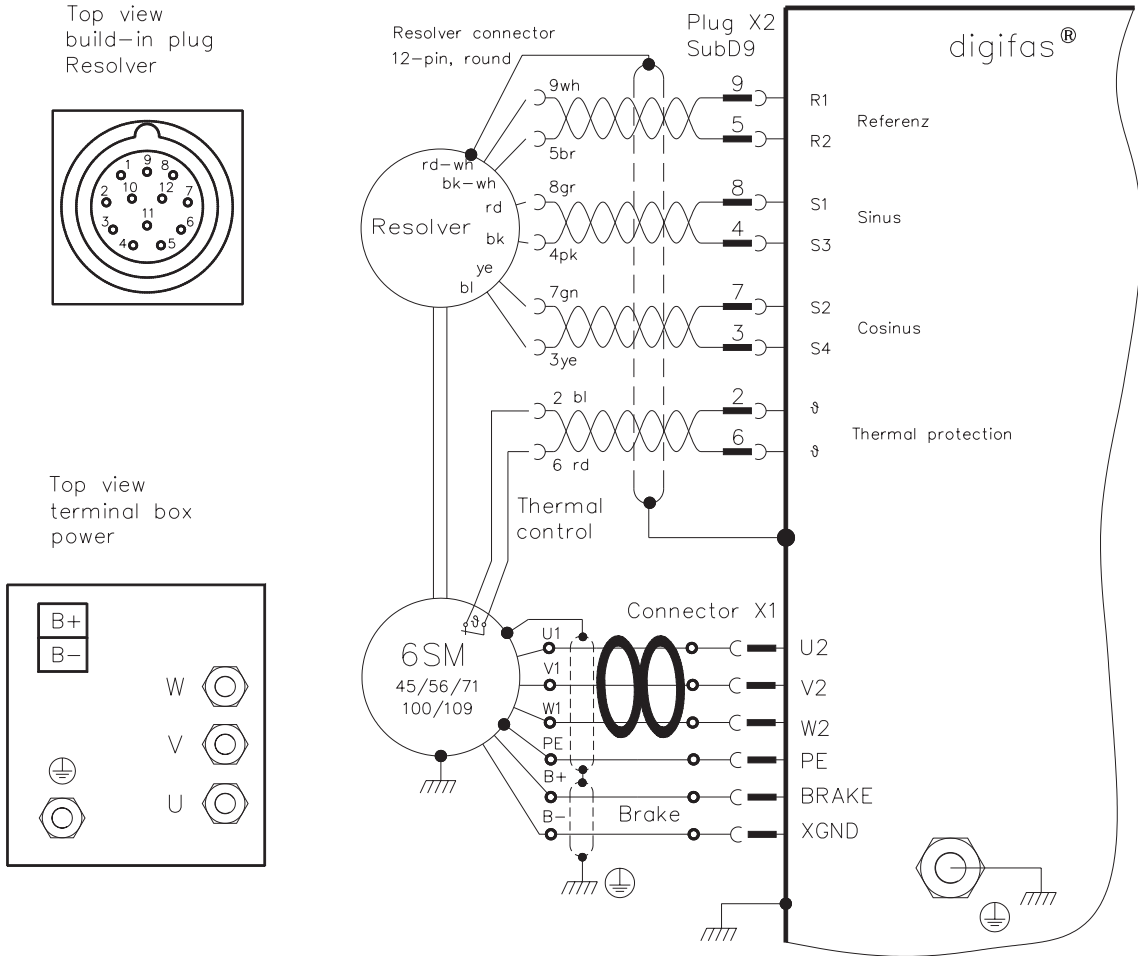 Top view
build-in plug
Resolver
1
9
8
2
10
12
7
11
3
6
4
5
Resolver connector
12-pin, round
Plug X2
SubD9
digifas®
9wh
9
R1
Referenz
5br
5
R2
rd-wh
bk-wh
Resolver
rd
bk
ye
bl
8gr
8
S1
Sinus
4pk
4
S3
7gn
7
S2
Cosinus
3ye
3
S4
2 bl
2
ϑ
Thermal protection
6 rd
6
ϑ
Thermal
control
Top view
terminal box
power
B+
B-
W
V
U
ϑ
6SM
45/56/71
100/109
Connector X1
U1
U2
V1
V2
W1
W2
PE
PE
B+
BRAKE
B-
Brake
XGND